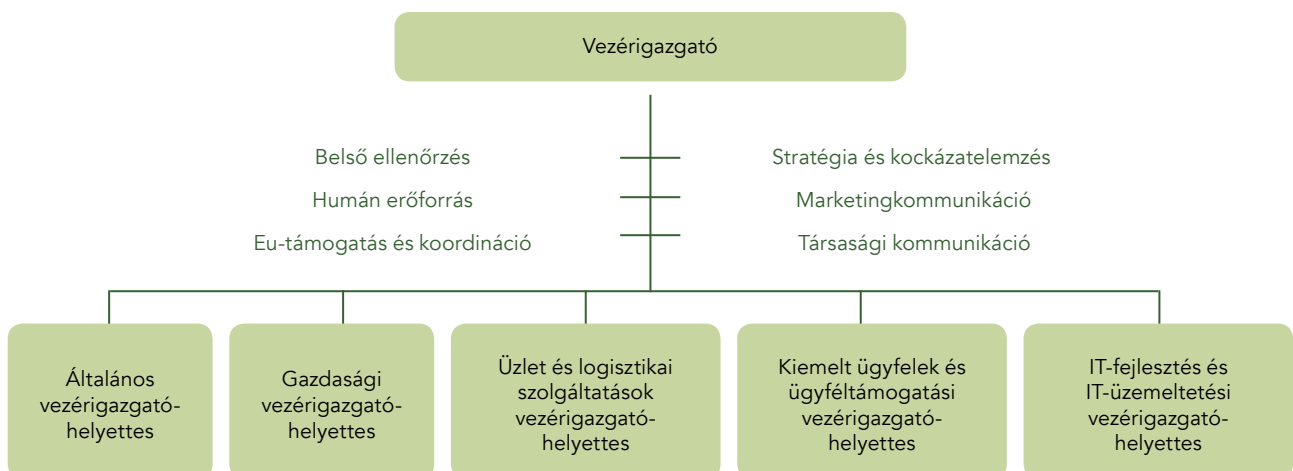 Vezérigazgató
Belső ellenőrzés
Stratégia és kockázatelemzés
Humán erőforrás
Marketingkommunikáció
Eu-támogatás és koordináció
Társasági kommunikáció
Általános
vezérigazgató-
helyettes
Gazdasági
vezérigazgató-
helyettes
Üzlet és logisztikai
szolgáltatások
vezérigazgató-
helyettes
Kiemelt ügyfelek és
ügyféltámogatási
vezérigazgató-
helyettes
IT-fejlesztés és
IT-üzemeltetési
vezérigazgató-
helyettes